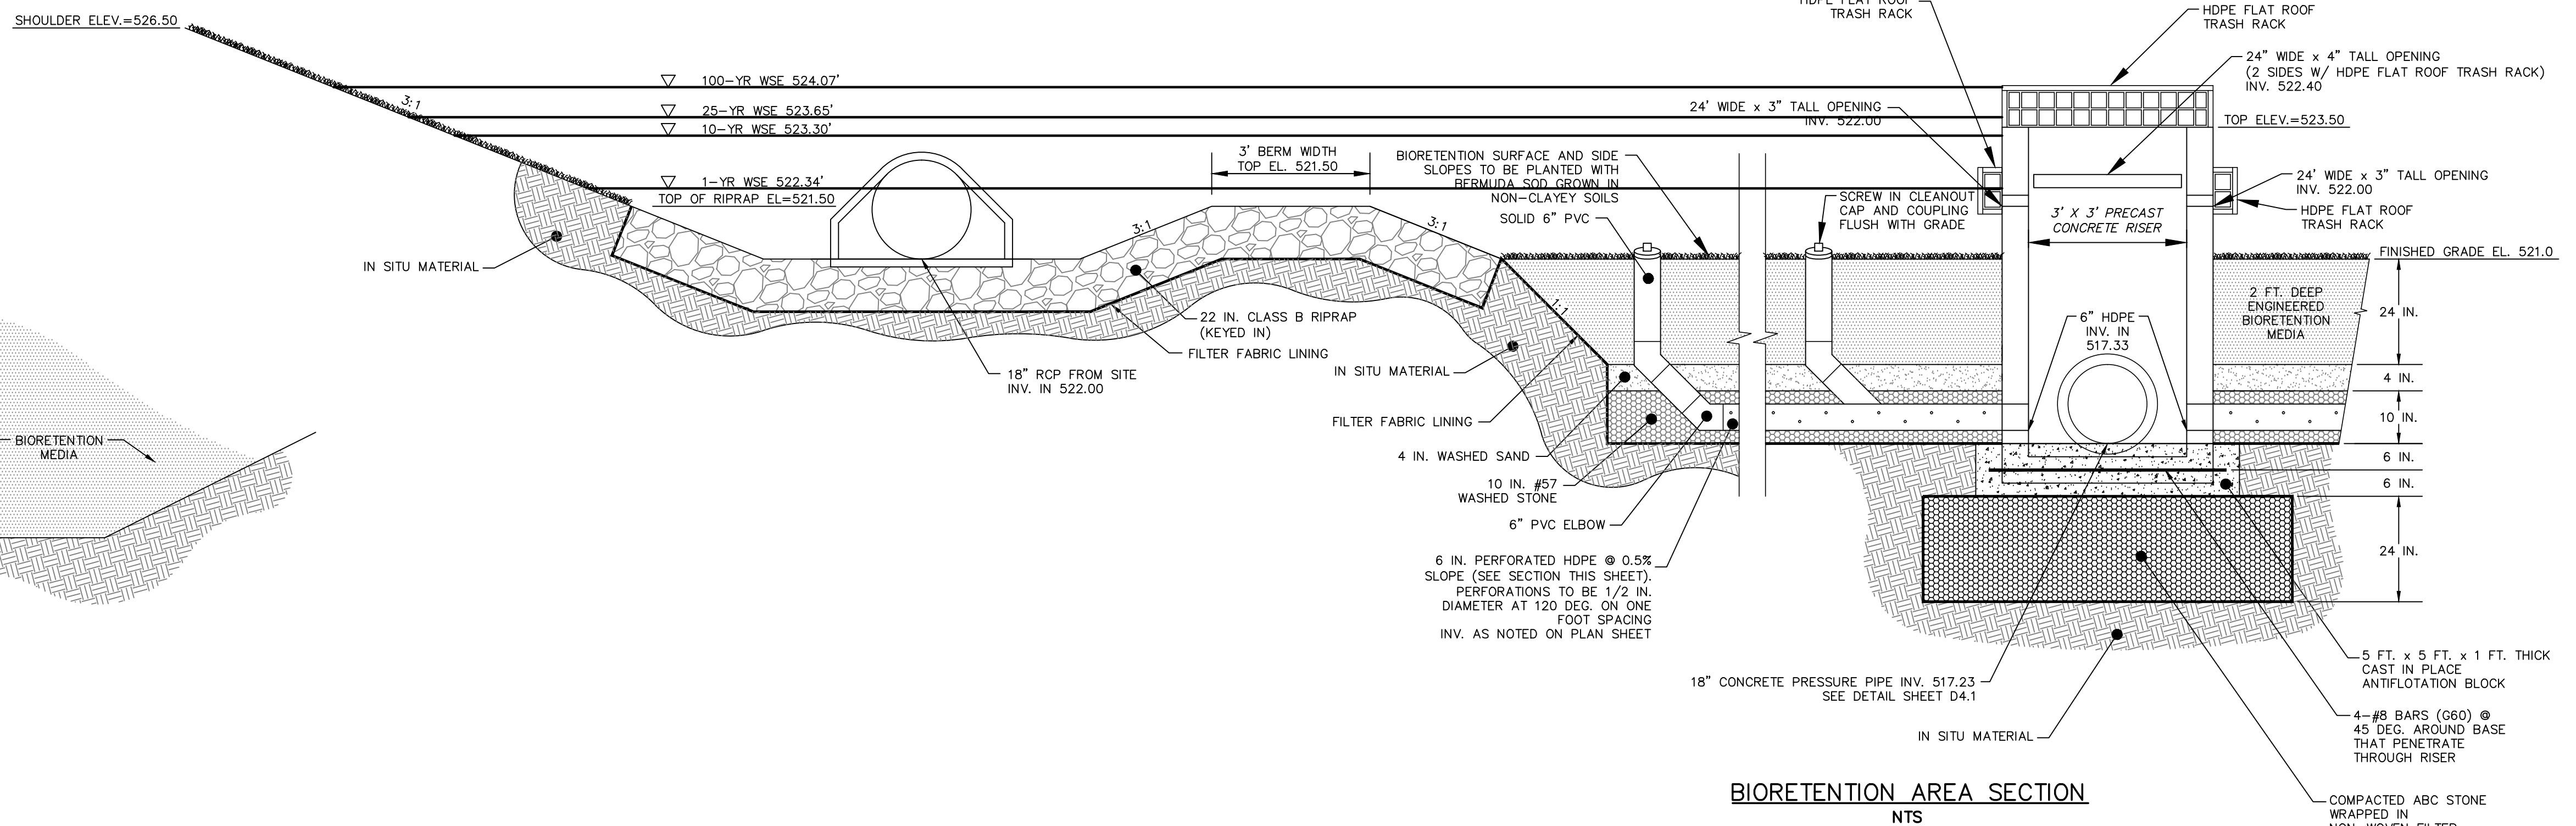 SHOULDER ELEV.=526.50
3:1
100-YR WSE 524.07'
25-YR WSE 523.65'
10-YR WSE 523.30'
1-YR WSE 522.34'
TOP OF RIPRAP EL=521.50
IN SITU MATERIAL
BIORETENTION
MEDIA
3' BERM WIDTH
TOP EL. 521.50
3:1
3:1
22 IN. CLASS B RIPRAP
(KEYED IN)
FILTER FABRIC LINING
18" RCP FROM SITE
INV. IN 522.00
HDPE FLAT ROOF
TRASH RACK
24' WIDE x 3" TALL OPENING
INV. 522.00
BIORETENTION SURFACE AND SIDE
SLOPES TO BE PLANTED WITH
BERMUDA SOD GROWN IN
NON-CLAYEY SOILS
SOLID 6" PVC
SCREW IN CLEANOUT
CAP AND COUPLING
FLUSH WITH GRADE
1:1
IN SITU MATERIAL
FILTER FABRIC LINING
4 IN. WASHED SAND
10 IN. #57
WASHED STONE
6" PVC ELBOW
6 IN. PERFORATED HDPE @ 0.5%
SLOPE (SEE SECTION THIS SHEET).
PERFORATIONS TO BE 1/2 IN.
DIAMETER AT 120 DEG. ON ONE
FOOT SPACING
INV. AS NOTED ON PLAN SHEET
HDPE FLAT ROOF
TRASH RACK
24" WIDE x 4" TALL OPENING
(2 SIDES W/ HDPE FLAT ROOF TRASH RACK)
INV. 522.40
TOP ELEV.=523.50
24' WIDE x 3" TALL OPENING
INV. 522.00
HDPE FLAT ROOF
TRASH RACK
3' X 3' PRECAST
CONCRETE RISER
FINISHED GRADE EL. 521.0
2 FT. DEEP
ENGINEERED
BIORETENTION
MEDIA
6" HDPE
INV. IN
517.33
24 IN.
4 IN.
10 IN.
6 IN.
6 IN.
24 IN.
18" CONCRETE PRESSURE PIPE INV. 517.23
SEE DETAIL SHEET D4.1
IN SITU MATERIAL
5 FT. x 5 FT. x 1 FT. THICK
CAST IN PLACE
ANTIFLOTATION BLOCK
4-#8 BARS (G60) @
45 DEG. AROUND BASE
THAT PENETRATE
THROUGH RISER
COMPACTED ABC STONE
WRAPPED IN
NON-WOVEN FILTER
BIORETENTION AREA SECTION
NTS